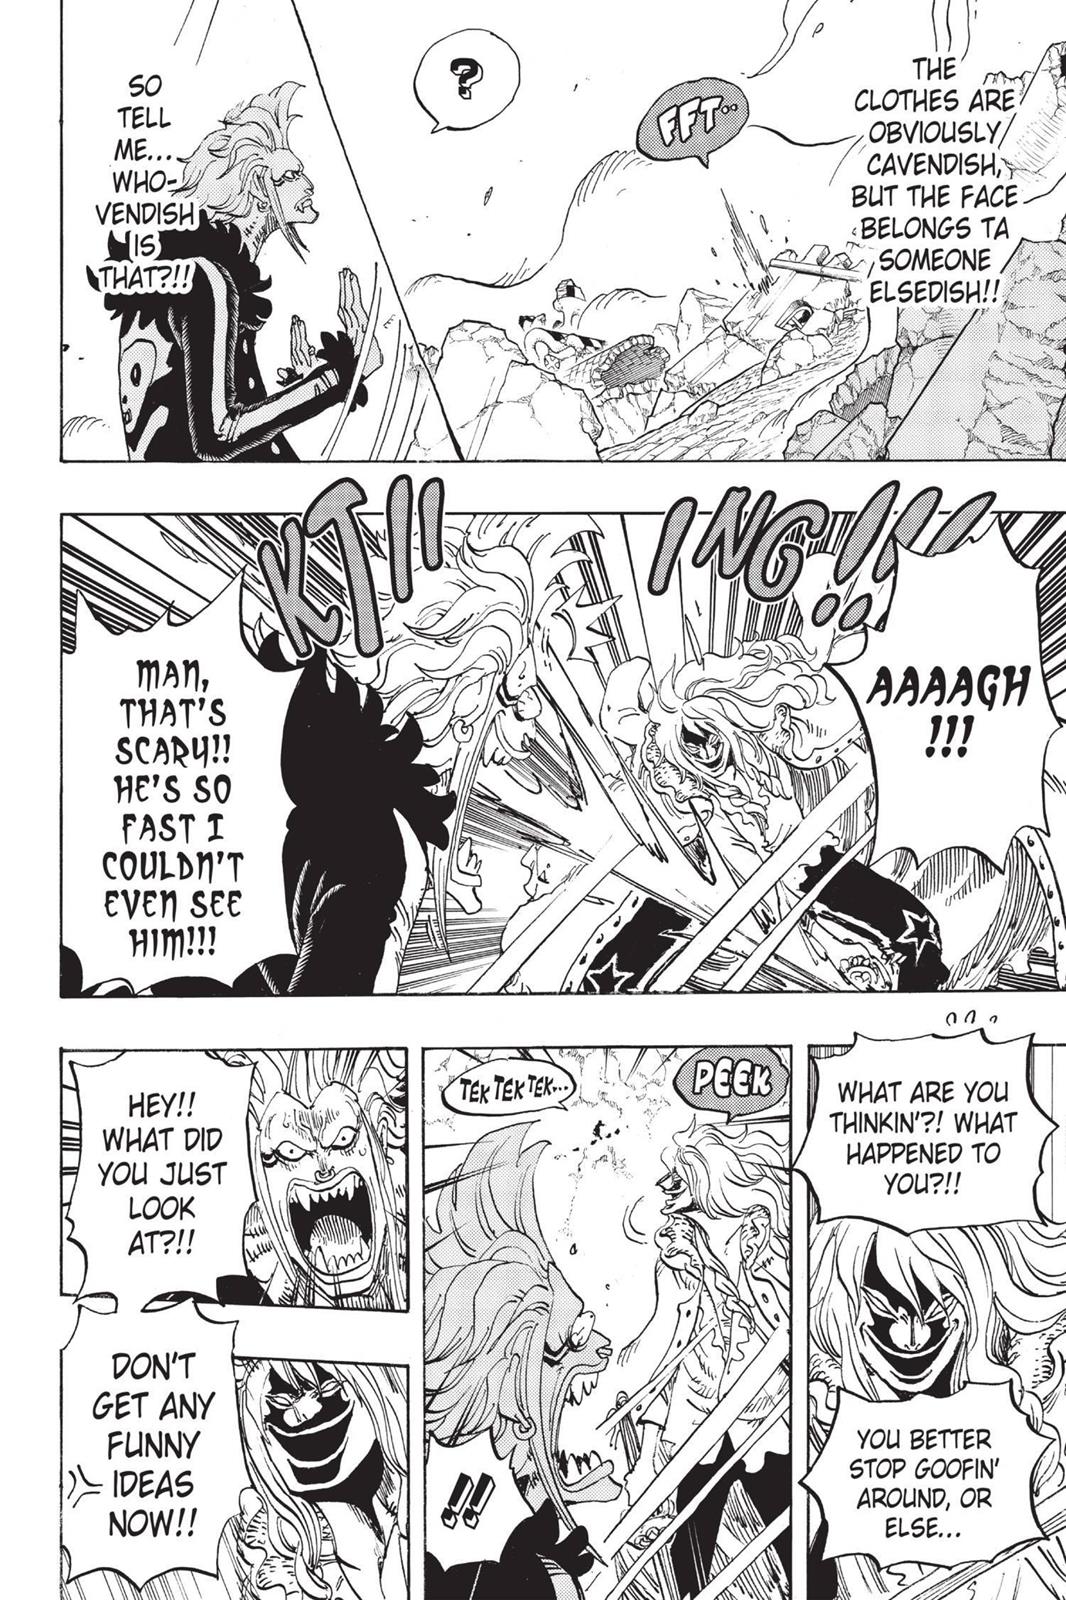 THE
CLOTHES ARE
OBVIOUSLY
CAVENDISH,
BUT THE FACE
BELONGS TA
SOMEONE
ELSEDISH!!
FFT..
?
SO
TELL
ME...
WHO-
VENDISH
IS
THAT?!!
KTII
ING!!!
AAAAGH
!!!
MAN,
THAT'S
SCARY!!
HE'S SO
FAST I
COULDN'T
EVEN SEE
HIM!!!
WHAT ARE YOU
THINKIN'?! WHAT
HAPPENED TO
YOU?!!
YOU BETTER
STOP GOOFIN'
AROUND, OR
ELSE...
PEEK
TEK TEK TEK...
!!
HEY!!
WHAT DID
YOU JUST
LOOK
AT?!!
DON'T
GET ANY
FUNNY
IDEAS
NOW!!